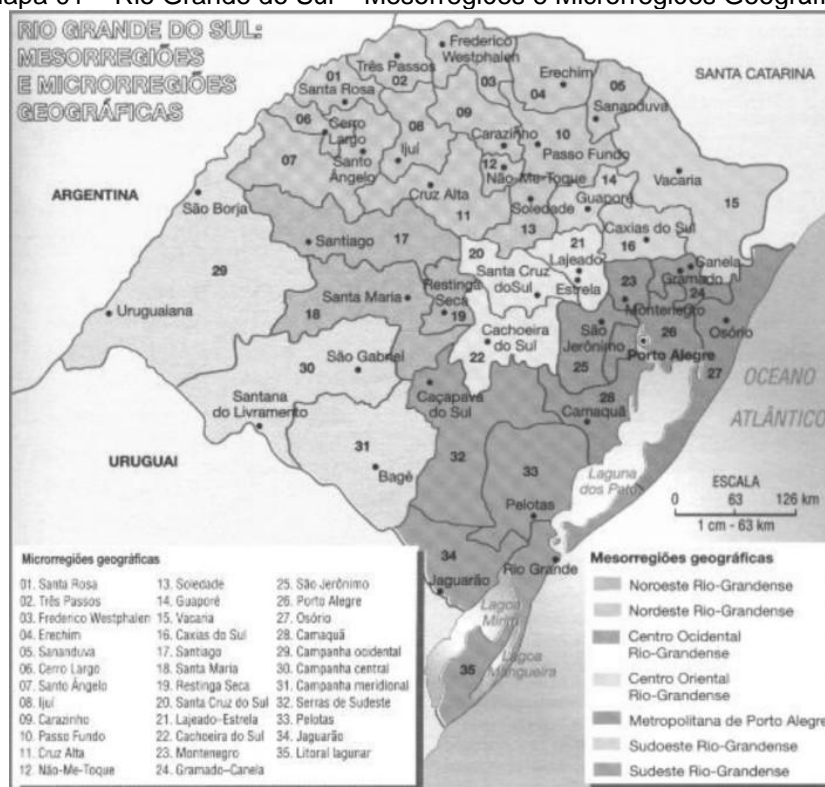 RIO GRANDE DO SUL:
MESORREGIÕES
E MICRORREGIÕES
GEOGRÁFICAS
SANTA CATARINA
ARGENTINA
URUGUAI
OCEANO
ATLÂNTICO
Frederico
Westphalen
Três Passos
02
01
Santa Rosa
03
Erechim
04
05
Sananduva
06
Cerro
Largo
08
09
Carazinho
10
Passo Fundo
07
Santo
Ângelo
Ijuí
12
Não-Me-Toque
14
Vacaria
São Borja
Cruz Alta
11
Soledade
13
Guaporé
15
Caxias do Sul
16
Santiago
17
20
21
Lajeado
Estrela
Canela
Gramado
24
29
Santa Cruz
do Sul
23
Montenegro
Restinga
Seca
19
Santa Maria
18
Uruguaiana
Cachoeira
do Sul
22
São
Jerônimo
25
26
Porto Alegre
Osório
27
São Gabriel
30
Caçapava
do Sul
28
Camaquã
Santana
do Livramento
31
Bagé
32
33
Laguna
dos Patos
Pelotas
34
Jaguarão
Rio Grande
Lagoa
Mirim
Lagoa
Mangueira
35
ESCALA
0 63 126 km
1 cm - 63 km
Microrregiões geográficas
01. Santa Rosa
02. Três Passos
03. Frederico Westphalen
04. Erechim
05. Sananduva
06. Cerro Largo
07. Santo Ângelo
08. Ijuí
09. Carazinho
10. Passo Fundo
11. Cruz Alta
12. Não-Me-Toque
13. Soledade
14. Guaporé
15. Vacaria
16. Caxias do Sul
17. Santiago
18. Santa Maria
19. Restinga Seca
20. Santa Cruz do Sul
21. Lajeado-Estrela
22. Cachoeira do Sul
23. Montenegro
24. Gramado-Canela
25. São Jerônimo
26. Porto Alegre
27. Osório
28. Camaquã
29. Campanha ocidental
30. Campanha central
31. Campanha meridional
32. Serras de Sudeste
33. Pelotas
34. Jaguarão
35. Litoral lagunar
Mesorregiões geográficas
Noroeste Rio-Grandense
Nordeste Rio-Grandense
Centro Ocidental
Rio-Grandense
Centro Oriental
Rio-Grandense
Metropolitana de Porto Alegre
Sudoeste Rio-Grandense
Sudeste Rio-Grandense